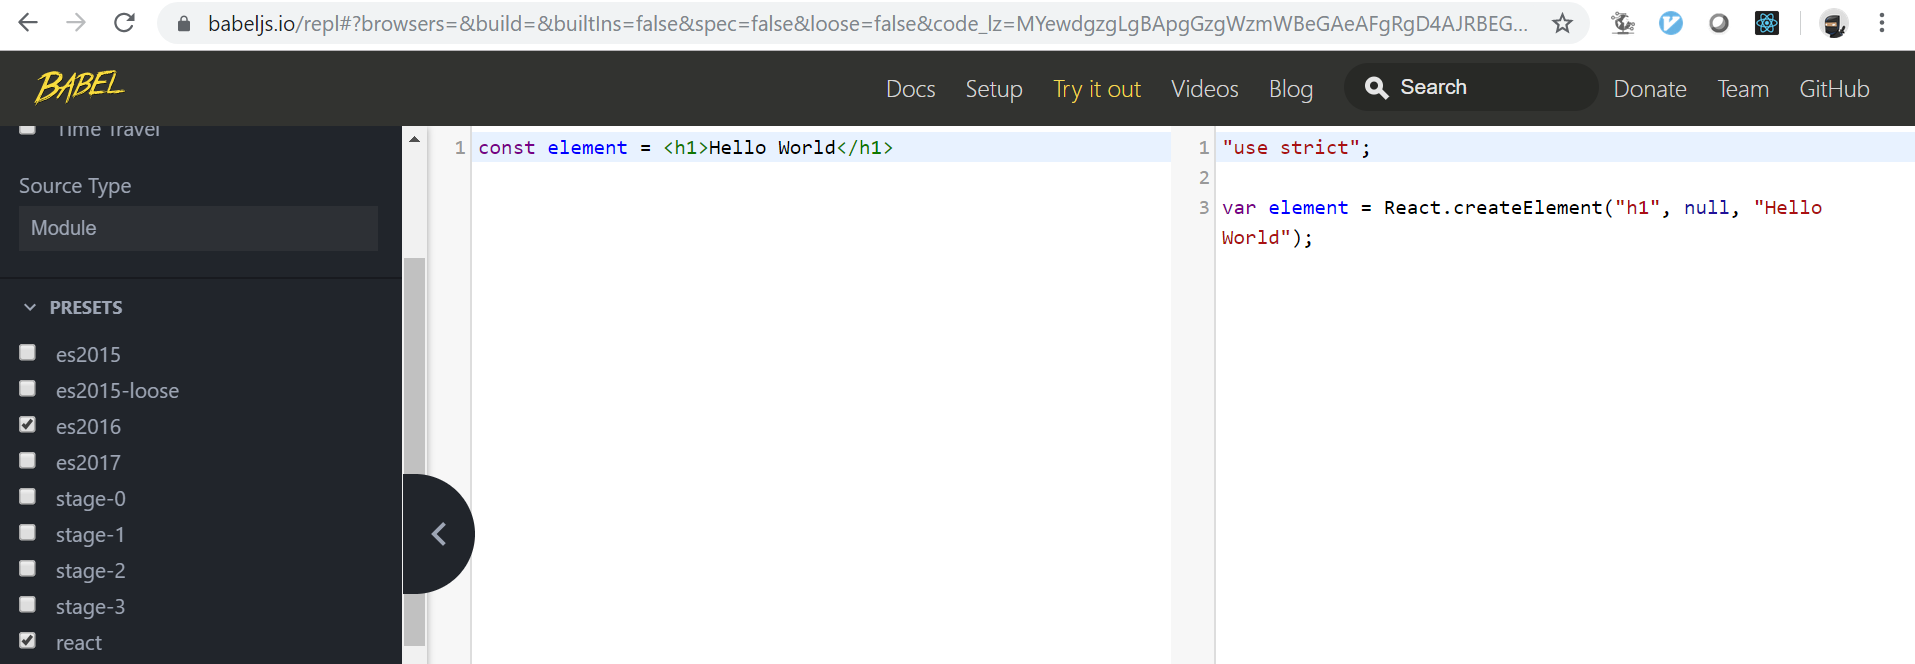 babeljs.io/repl#?browsers=&build=&builtIns=false&spec=false&loose=false&code_lz=MYewdgzgLgBApgGzgWzmWBeGAeAFgRgD4AJRBEG...
BABEL
Docs Setup Try it out Videos Blog Search Donate Team GitHub
Time Travel
Source Type
Module
PRESETS
es2015
es2015-loose
es2016
es2017
stage-0
stage-1
stage-2
stage-3
react
1 const element = <h1>Hello World</h1>
1 "use strict";
2
3 var element = React.createElement("h1", null, "Hello
World");